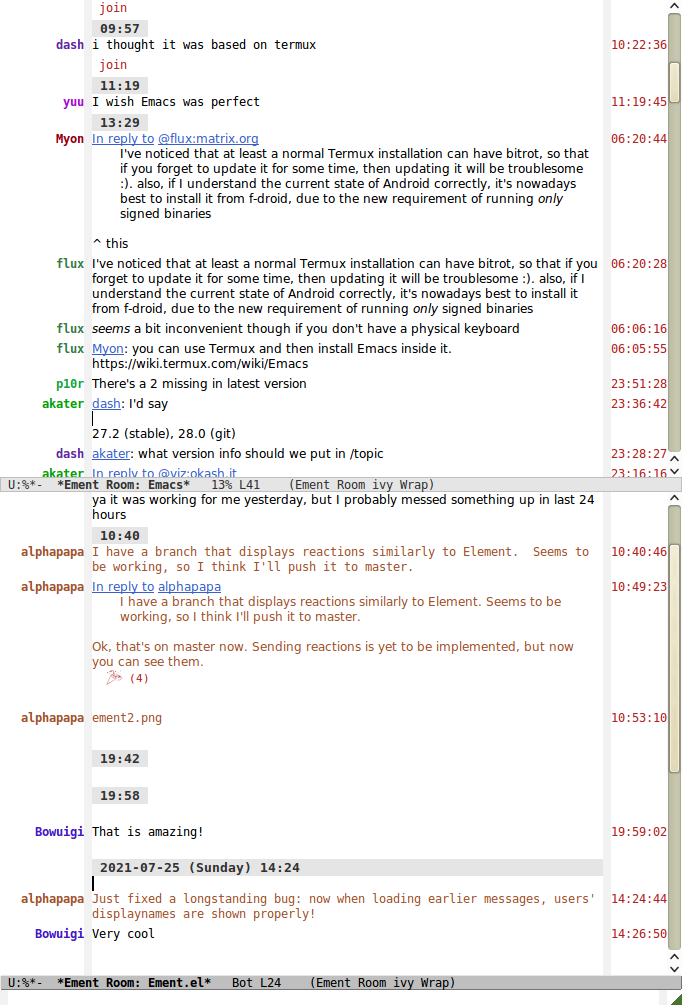 join
09:57
dash i thought it was based on termux 10:22:36
join
11:19
yuu I wish Emacs was perfect 11:19:45
13:29
Myon In reply to @flux:matrix.org 06:20:44
I've noticed that at least a normal Termux installation can have bitrot, so that
if you forget to update it for some time, then updating it will be troublesome
:). also, if I understand the current state of Android correctly, it's nowadays
best to install it from f-droid, due to the new requirement of running only
signed binaries
^ this
flux I've noticed that at least a normal Termux installation can have bitrot, so that if you 06:20:28
forget to update it for some time, then updating it will be troublesome :). also, if I
understand the current state of Android correctly, it's nowadays best to install it
from f-droid, due to the new requirement of running only signed binaries
flux seems a bit inconvenient though if you don't have a physical keyboard 06:06:16
flux Myon: you can use Termux and then install Emacs inside it. 06:05:55
https://wiki.termux.com/wiki/Emacs
p10r There's a 2 missing in latest version 23:51:28
akater dash: I'd say 23:36:42
27.2 (stable), 28.0 (git)
dash akater: what version info should we put in /topic 23:28:27
akater In reply to @viz:okash.it 23:16:16
U:%*- *Ement Room: Emacs* 13% L41 (Ement Room ivy Wrap)
ya it was working for me yesterday, but I probably messed something up in last 24
hours
10:40
alphapapa I have a branch that displays reactions similarly to Element. Seems to 10:40:46
be working, so I think I'll push it to master.
alphapapa In reply to alphapapa 10:49:23
I have a branch that displays reactions similarly to Element. Seems to be
working, so I think I'll push it to master.
Ok, that's on master now. Sending reactions is yet to be implemented, but now
you can see them.
🎉 (4)
alphapapa ement2.png 10:53:10
19:42
19:58
Bowuigi That is amazing! 19:59:02
2021-07-25 (Sunday) 14:24
alphapapa Just fixed a longstanding bug: now when loading earlier messages, users' 14:24:44
displaynames are shown properly!
Bowuigi Very cool 14:26:50
U:%*- *Ement Room: Ement.el* Bot L24 (Ement Room ivy Wrap)